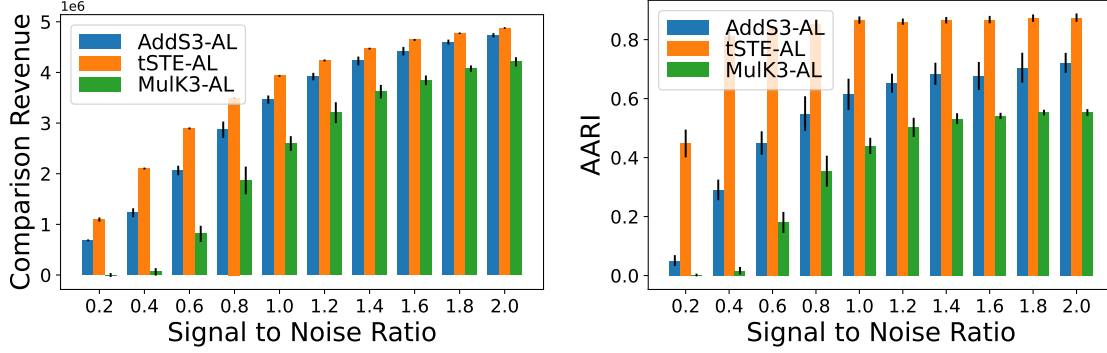 1e6
5
4
3
2
1
0
Comparison Revenue
AddS3-AL
tSTE-AL
MulK3-AL
0.2 0.4 0.6 0.8 1.0 1.2 1.4 1.6 1.8 2.0
Signal to Noise Ratio
0.8
0.6
0.4
0.2
0.0
AARI
AddS3-AL
tSTE-AL
MulK3-AL
0.2 0.4 0.6 0.8 1.0 1.2 1.4 1.6 1.8 2.0
Signal to Noise Ratio